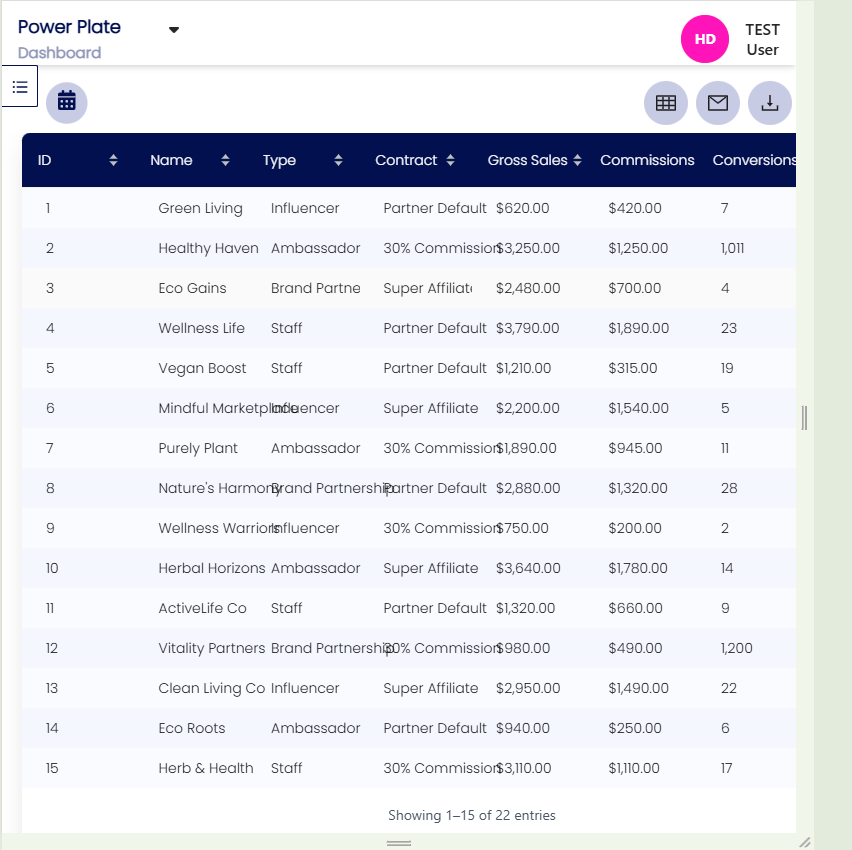 Power Plate
Dashboard
HD
TEST
User
ID Name Type Contract Gross Sales Commissions Conversions
1 Green Living Influencer Partner Default $620.00 $420.00 7
2 Healthy Haven Ambassador 30% Commission $3,250.00 $1,250.00 1,011
3 Eco Gains Brand Partne Super Affiliat $2,480.00 $700.00 4
4 Wellness Life Staff Partner Default $3,790.00 $1,890.00 23
5 Vegan Boost Staff Partner Default $1,210.00 $315.00 19
6 Mindful Marketplace Influencer Super Affiliate $2,200.00 $1,540.00 5
7 Purely Plant Ambassador 30% Commission $1,890.00 $945.00 11
8 Nature's Harmony Brand Partnership Partner Default $2,880.00 $1,320.00 28
9 Wellness Warriors Influencer 30% Commission $750.00 $200.00 2
10 Herbal Horizons Ambassador Super Affiliate $3,640.00 $1,780.00 14
11 ActiveLife Co Staff Partner Default $1,320.00 $660.00 9
12 Vitality Partners Brand Partnership 30% Commission $980.00 $490.00 1,200
13 Clean Living Co Influencer Super Affiliate $2,950.00 $1,490.00 22
14 Eco Roots Ambassador Partner Default $940.00 $250.00 6
15 Herb & Health Staff 30% Commission $3,110.00 $1,110.00 17
Showing 1–15 of 22 entries